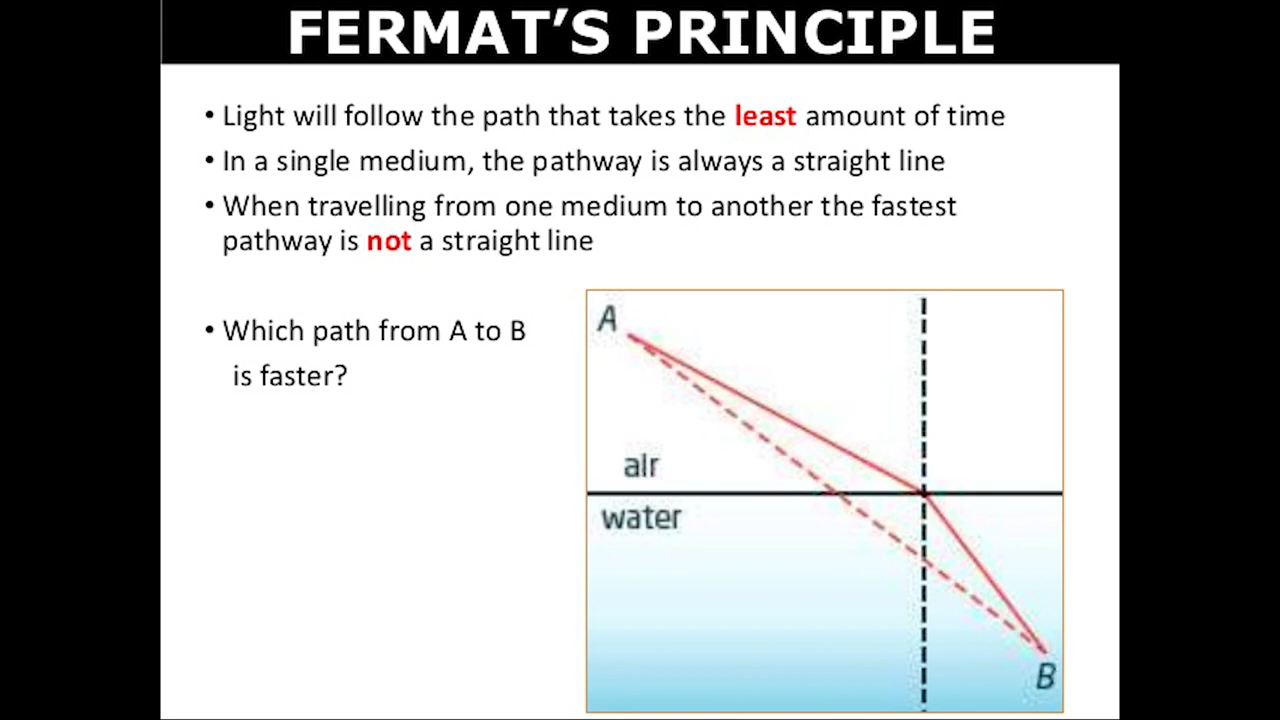 FERMAT’S PRINCIPLE
• Light will follow the path that takes the least amount of time
• In a single medium, the pathway is always a straight line
• When travelling from one medium to another the fastest
pathway is not a straight line
• Which path from A to B
is faster?
A
air
water
B